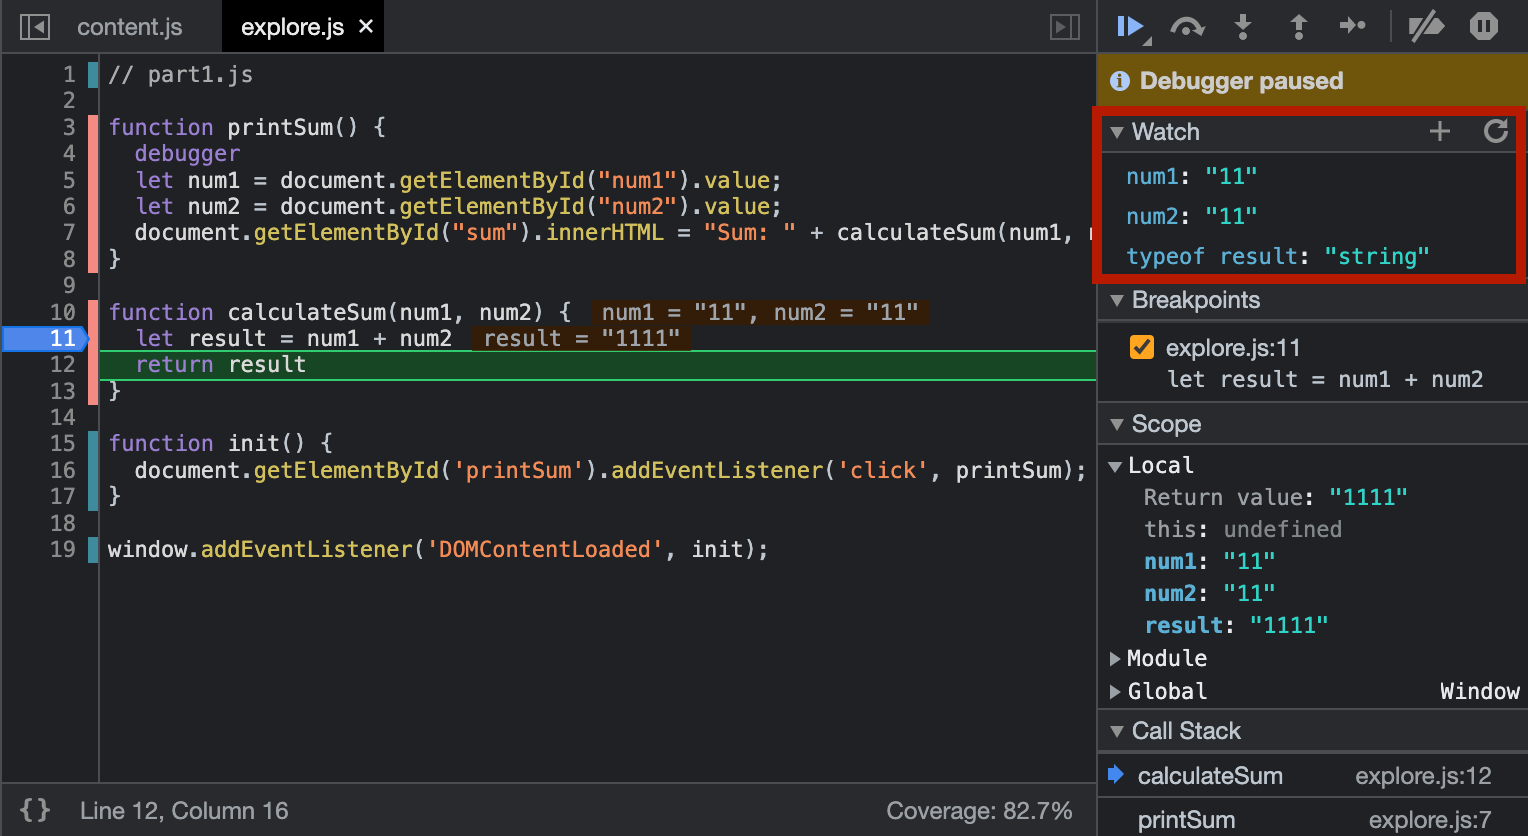 content.js
explore.js ×
1 // part1.js
2
3 function printSum() {
4 debugger
5 let num1 = document.getElementById("num1").value;
6 let num2 = document.getElementById("num2").value;
7 document.getElementById("sum").innerHTML = "Sum: " + calculateSum(num1,
8 }
9
10 function calculateSum(num1, num2) { num1 = "11", num2 = "11"
11 let result = num1 + num2 result = "1111"
12 return result
13 }
14
15 function init() {
16 document.getElementById('printSum').addEventListener('click', printSum);
17 }
18
19 window.addEventListener('DOMContentLoaded', init);
{} Line 12, Column 16
Coverage: 82.7%
Debugger paused
Watch
num1: "11"
num2: "11"
typeof result: "string"
Breakpoints
explore.js:11
let result = num1 + num2
Scope
Local
Return value: "1111"
this: undefined
num1: "11"
num2: "11"
result: "1111"
Module
Global Window
Call Stack
calculateSum explore.js:12
printSum explore.js:7